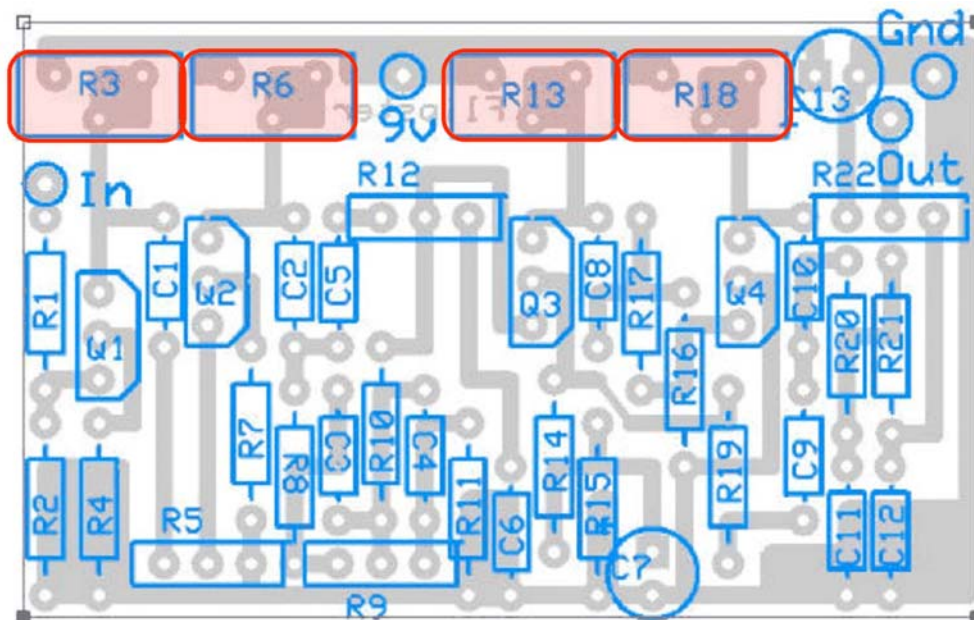 Gnd
R3 R6 R13 R18 C13
9v
In R12 R22 Out
R1 C1 Q2 C2 C5 Q3 C8 R17 Q4 C10 R20 R21
Q1 R16
R7 R8 C3 R10 C4 R14 R19 C9
R2 R4 R11 C6 R15 C11 C12
R5 C7
R9